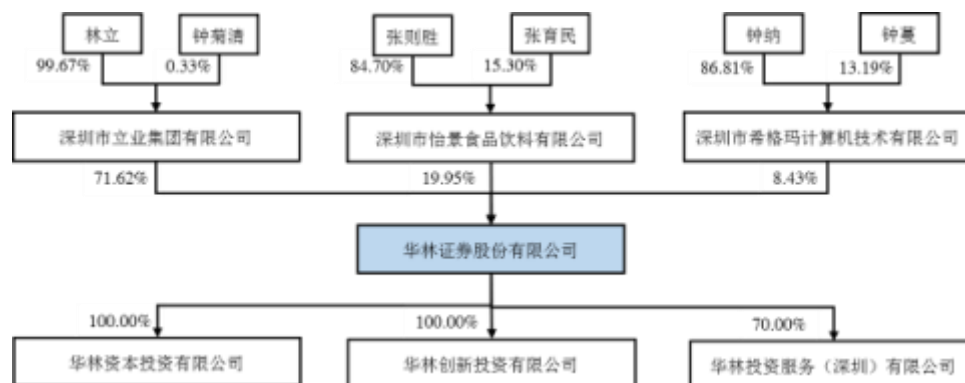 林立 钟菊清 张则胜 张育民 钟纳 钟蔓
99.67% 0.33% 84.70% 15.30% 86.81% 13.19%
深圳市立业集团有限公司 深圳市怡景食品饮料有限公司 深圳市希格玛计算机技术有限公司
71.62% 19.95% 8.43%
华林证券股份有限公司
100.00% 100.00% 70.00%
华林资本投资有限公司 华林创新投资有限公司 华林投资服务（深圳）有限公司